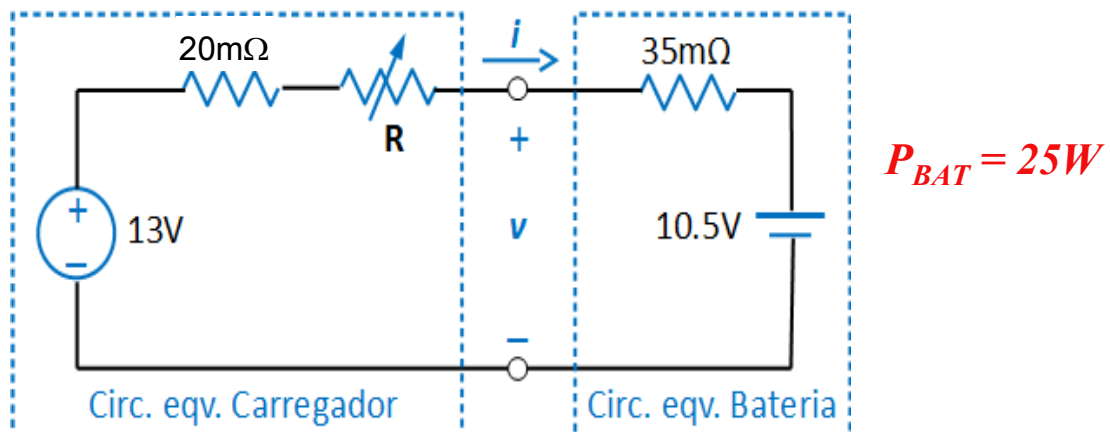 20mΩ
i
35mΩ
R
+
P_BAT = 25W
+
13V
v
10.5V
−
−
Circ. eqv. Carregador
Circ. eqv. Bateria